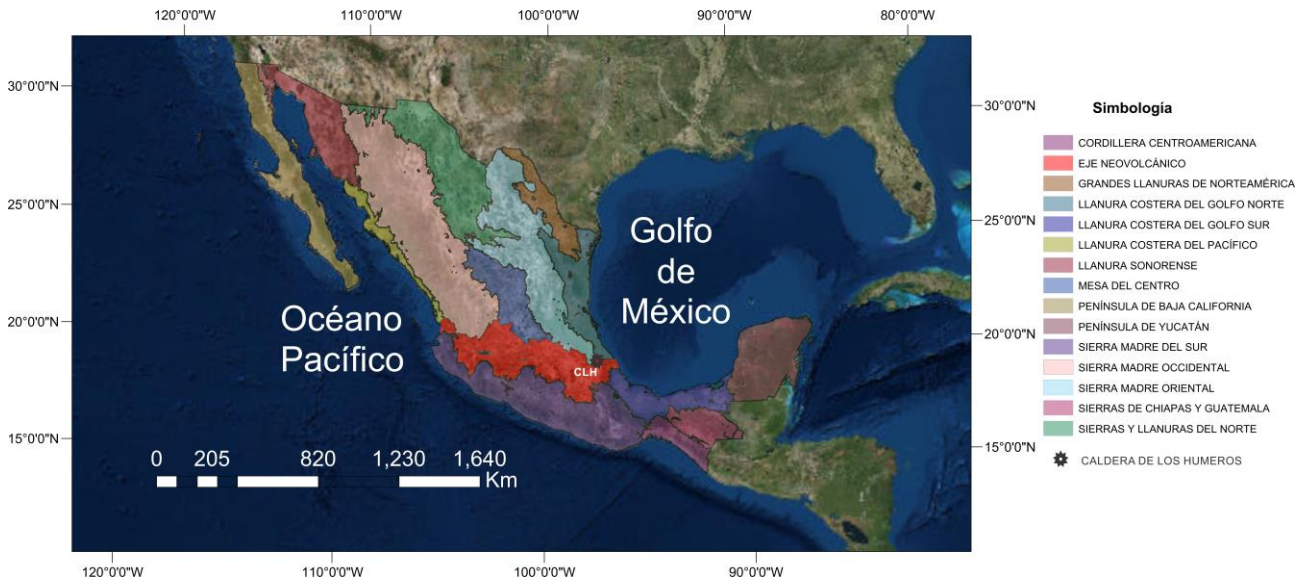 120°0'0"W 110°0'0"W 100°0'0"W 90°0'0"W 80°0'0"W
30°0'0"N
25°0'0"N
20°0'0"N
15°0'0"N
30°0'0"N
25°0'0"N
20°0'0"N
15°0'0"N
Golfo
de
México
Océano
Pacífico
CLH
0 205 820 1,230 1,640
Km
120°0'0"W 110°0'0"W 100°0'0"W 90°0'0"W
Simbología
CORDILLERA CENTROAMERICANA
EJE NEOVOLCÁNICO
GRANDES LLANURAS DE NORTEAMÉRICA
LLANURA COSTERA DEL GOLFO NORTE
LLANURA COSTERA DEL GOLFO SUR
LLANURA COSTERA DEL PACÍFICO
LLANURA SONORENSE
MESA DEL CENTRO
PENÍNSULA DE BAJA CALIFORNIA
PENÍNSULA DE YUCATÁN
SIERRA MADRE DEL SUR
SIERRA MADRE OCCIDENTAL
SIERRA MADRE ORIENTAL
SIERRAS DE CHIAPAS Y GUATEMALA
SIERRAS Y LLANURAS DEL NORTE
CALDERA DE LOS HUMEROS